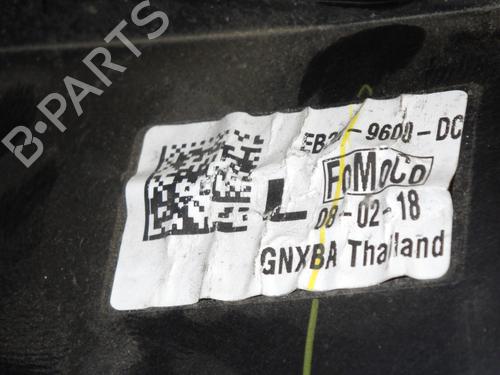 B-PARTS
EB3 -9600-DC
FoMoCo
L
08-02-18
GNXBA Thailand